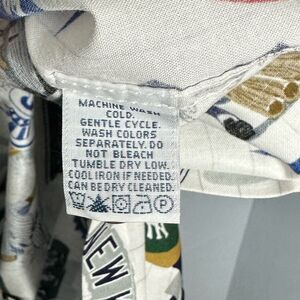 MACHINE WASH
COLD.
GENTLE CYCLE.
WASH COLORS
SEPARATELY. DO
NOT BLEACH
TUMBLE DRY LOW.
COOL IRON IF NEEDED.
CAN BE DRY CLEANED.
P
NEW